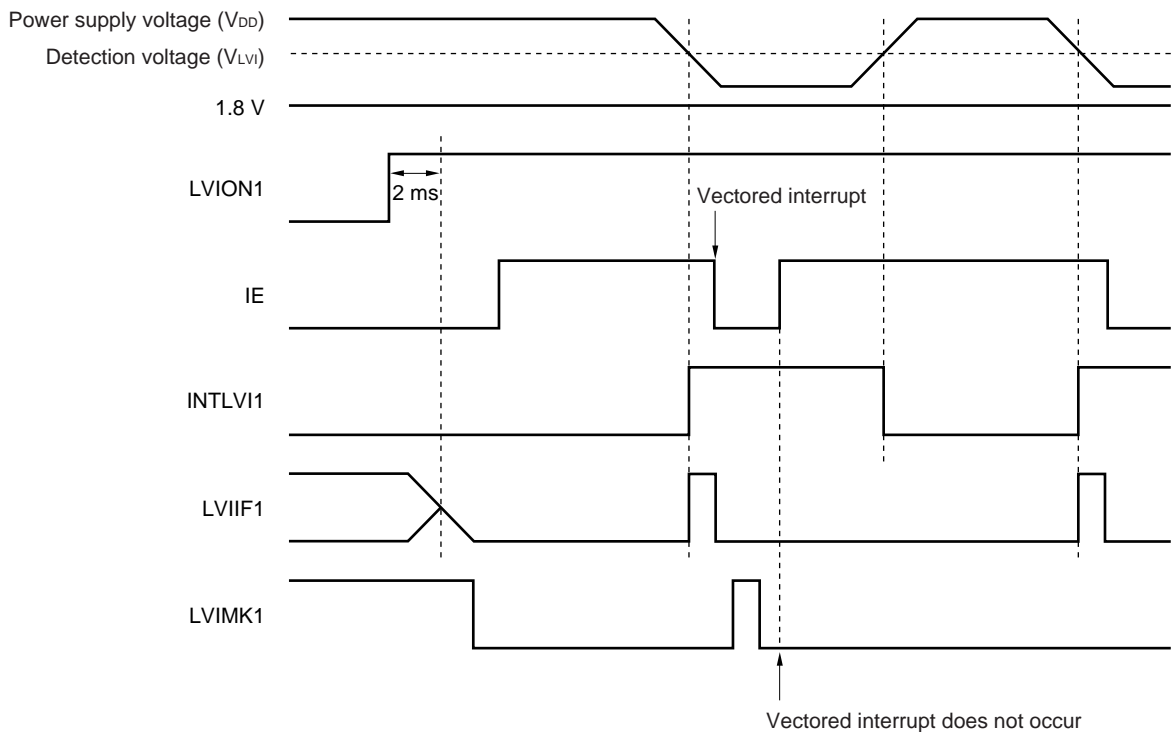 Power supply voltage (VDD)
Detection voltage (VLVI)
1.8 V
LVION1
2 ms
Vectored interrupt
IE
INTLVI1
LVIIF1
LVIMK1
Vectored interrupt does not occur